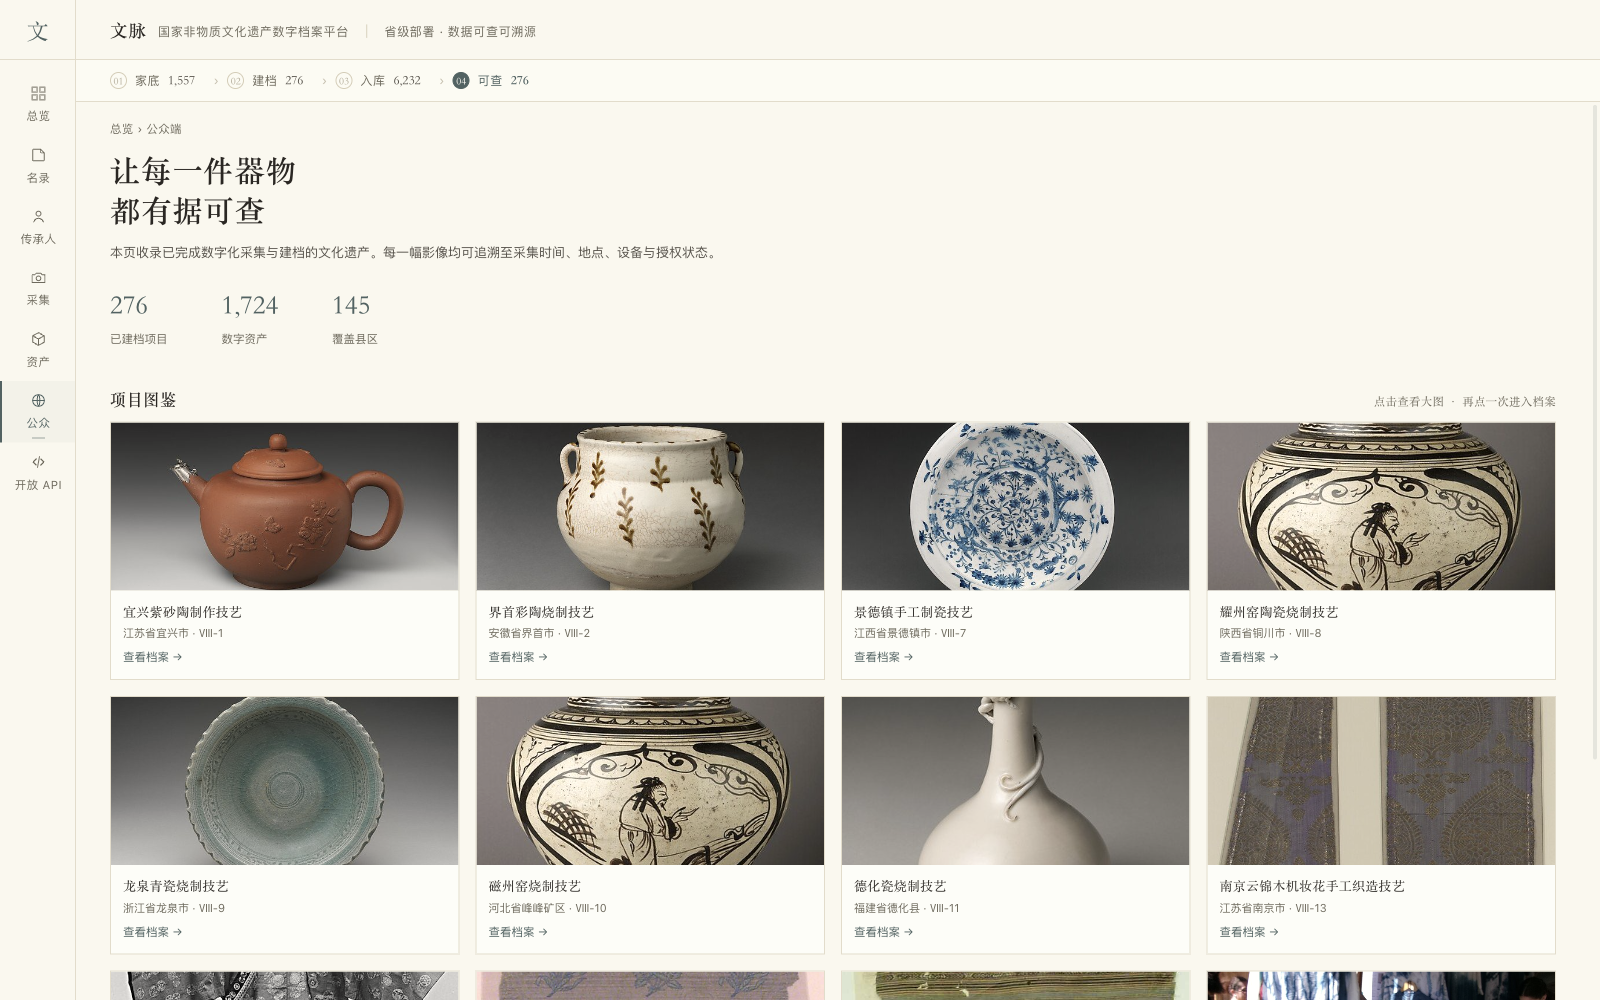 文
文脉 国家非物质文化遗产数字档案平台 | 省级部署 · 数据可查可溯源
01 家底 1,557 › 02 建档 276 › 03 入库 6,232 › 04 可查 276
总览
名录
传承人
采集
资产
公众
开放 API
总览 › 公众端
让每一件器物
都有据可查
本页收录已完成数字化采集与建档的文化遗产。每一幅影像均可追溯至采集时间、地点、设备与授权状态。
276 1,724 145
已建档项目 数字资产 覆盖县区
项目图鉴 点击查看大图 · 再点一次进入档案
宜兴紫砂陶制作技艺
江苏省宜兴市 · VIII-1
查看档案 →
界首彩陶烧制技艺
安徽省界首市 · VIII-2
查看档案 →
景德镇手工制瓷技艺
江西省景德镇市 · VIII-7
查看档案 →
耀州窑陶瓷烧制技艺
陕西省铜川市 · VIII-8
查看档案 →
龙泉青瓷烧制技艺
浙江省龙泉市 · VIII-9
查看档案 →
磁州窑烧制技艺
河北省峰峰矿区 · VIII-10
查看档案 →
德化瓷烧制技艺
福建省德化县 · VIII-11
查看档案 →
南京云锦木机妆花手工织造技艺
江苏省南京市 · VIII-13
查看档案 →